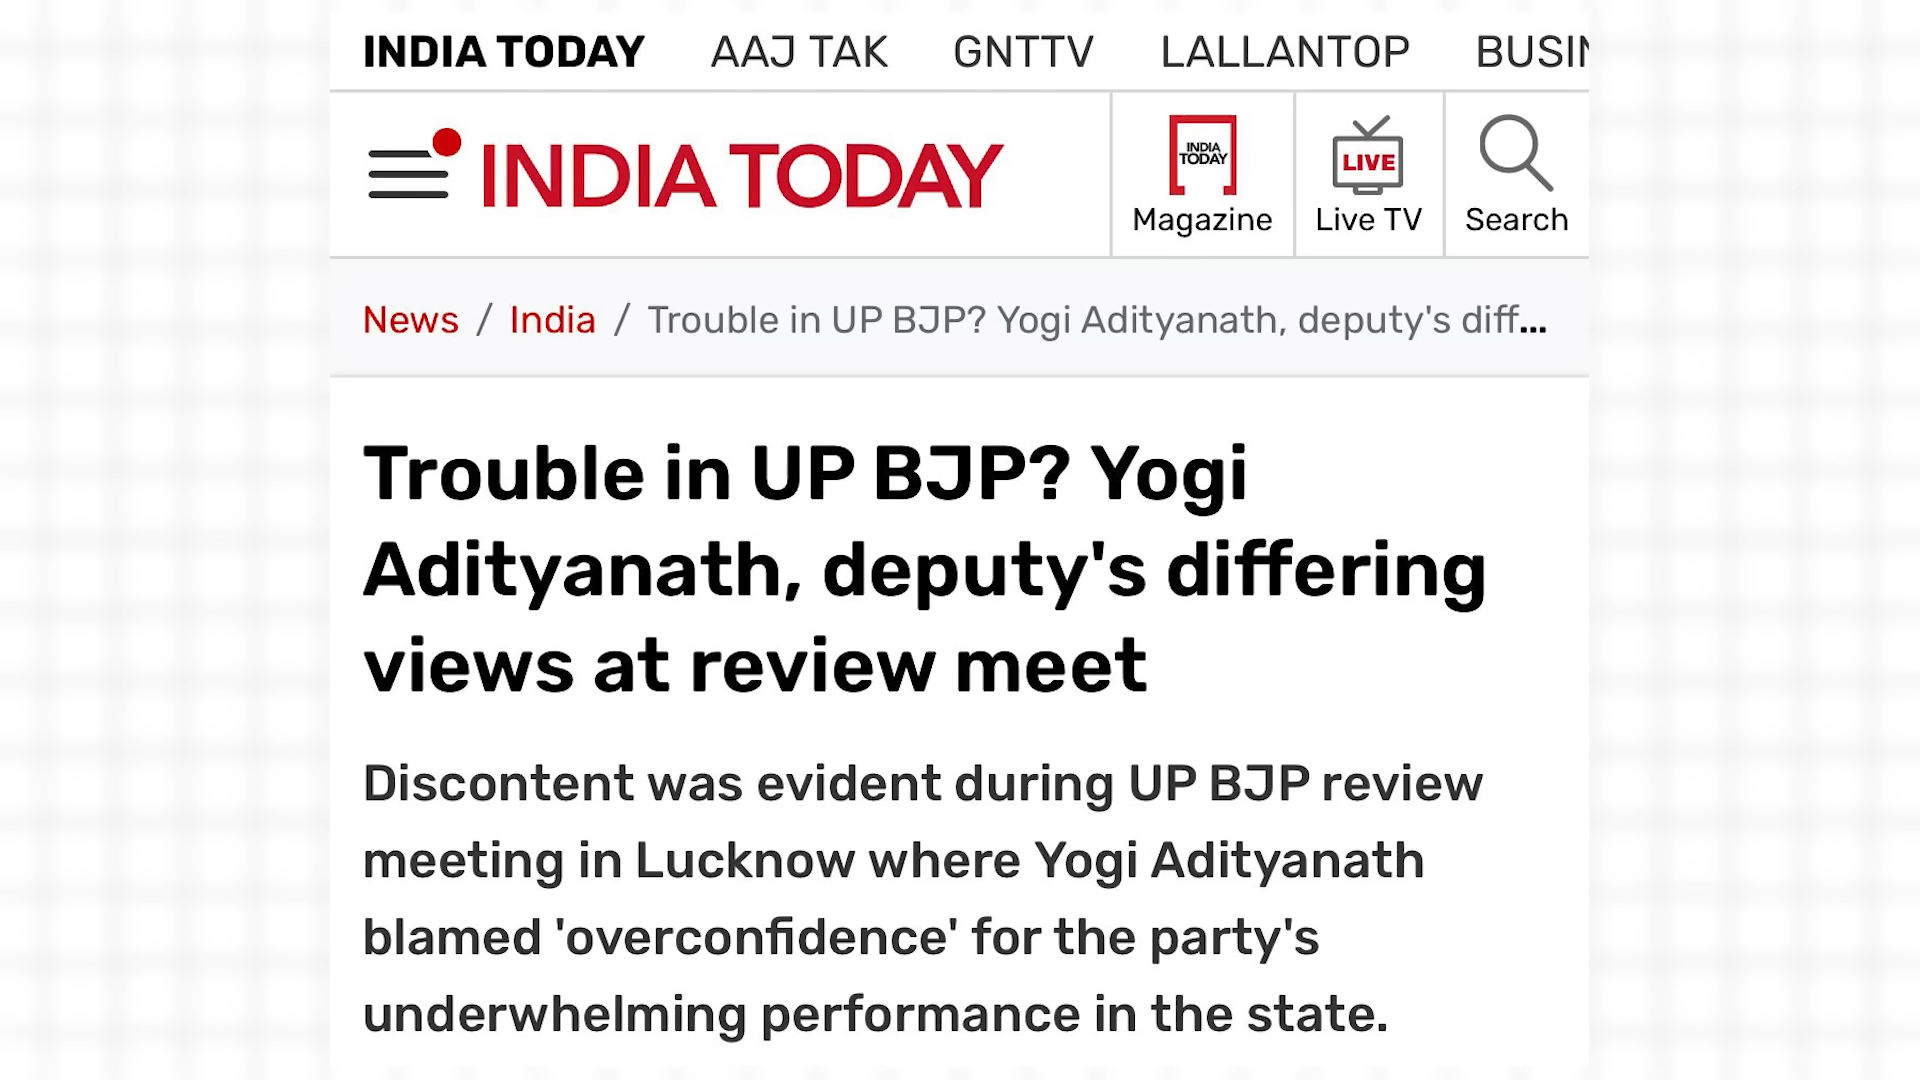 INDIA TODAY AAJ TAK GNTTV LALLANTOP BUSIN
INDIA TODAY
INDIA
TODAY
LIVE
Magazine Live TV Search
News / India / Trouble in UP BJP? Yogi Adityanath, deputy's diff...
Trouble in UP BJP? Yogi
Adityanath, deputy's differing
views at review meet
Discontent was evident during UP BJP review
meeting in Lucknow where Yogi Adityanath
blamed 'overconfidence' for the party's
underwhelming performance in the state.